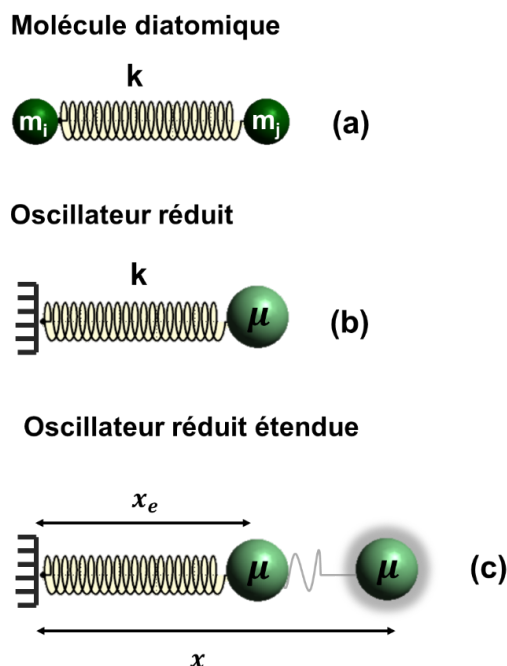 Molécule diatomique
k
mi mj (a)
Oscillateur réduit
k
μ (b)
Oscillateur réduit étendue
xe
μ μ (c)
x